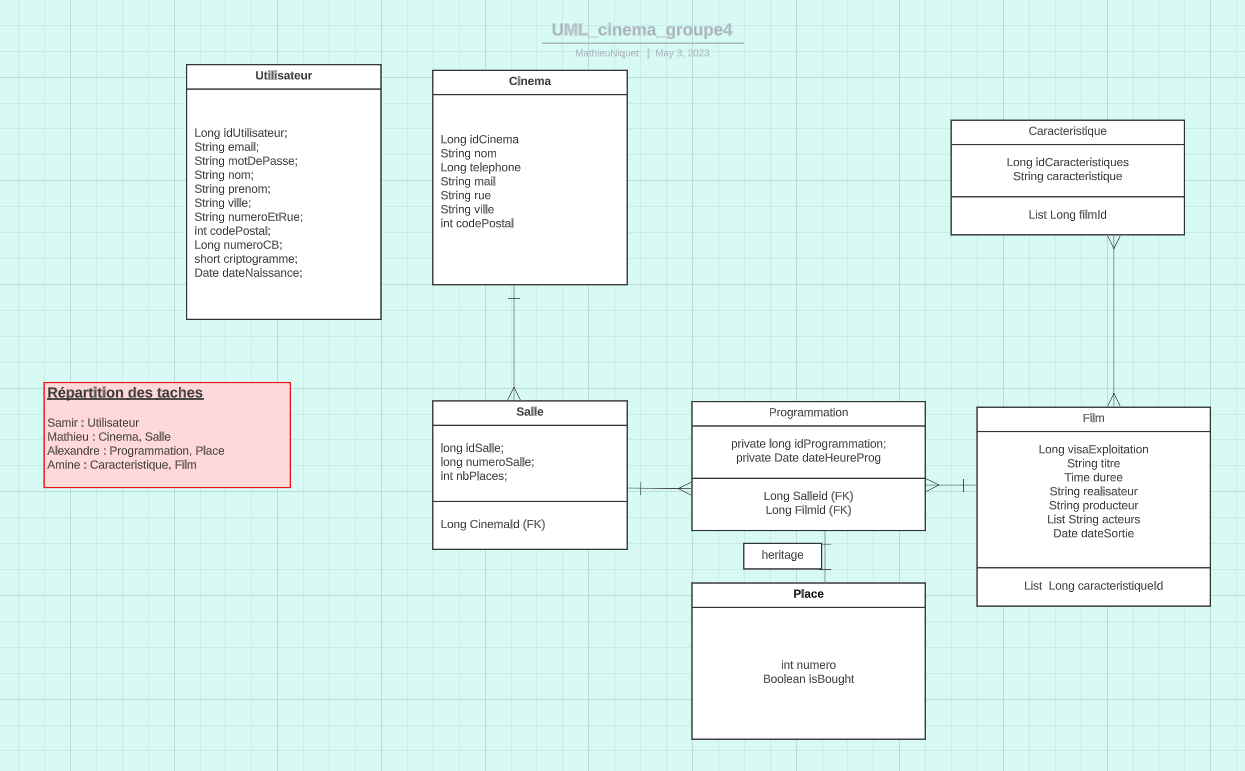 UML_cinema_groupe4
MathieuNiquet | May 3, 2023
Utilisateur
Long idUtilisateur;
String email;
String motDePasse;
String nom;
String prenom;
String ville;
String numeroEtRue;
int codePostal;
Long numeroCB;
short criptogramme;
Date dateNaissance;
Cinema
Long idCinema
String nom
Long telephone
String mail
String rue
String ville
int codePostal
Caracteristique
Long idCaracteristiques
String caracteristique
List Long filmId
Répartition des taches
Samir : Utilisateur
Mathieu : Cinema, Salle
Alexandre : Programmation, Place
Amine : Caracteristique, Film
Salle
long idSalle;
long numeroSalle;
int nbPlaces;
Long CinemaId (FK)
Programmation
private long idProgrammation;
private Date dateHeureProg
Long SalleId (FK)
Long FilmId (FK)
Film
Long visaExploitation
String titre
Time duree
String realisateur
String producteur
List String acteurs
Date dateSortie
List Long caracteristiqueId
heritage
Place
int numero
Boolean isBought